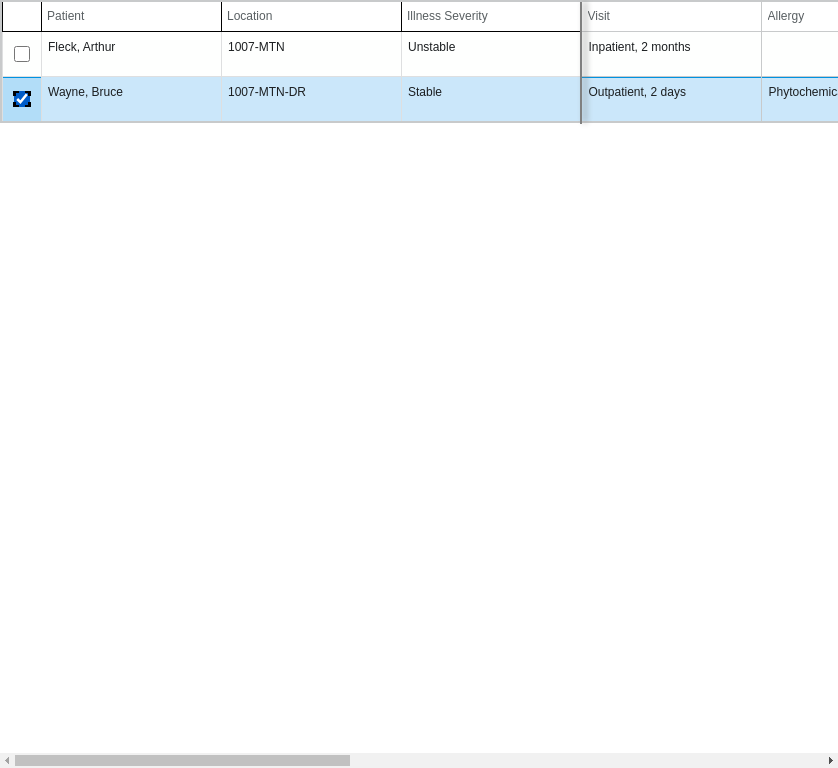 Patient Location Illness Severity Visit Allergy
Fleck, Arthur 1007-MTN Unstable Inpatient, 2 months
Wayne, Bruce 1007-MTN-DR Stable Outpatient, 2 days Phytochemic